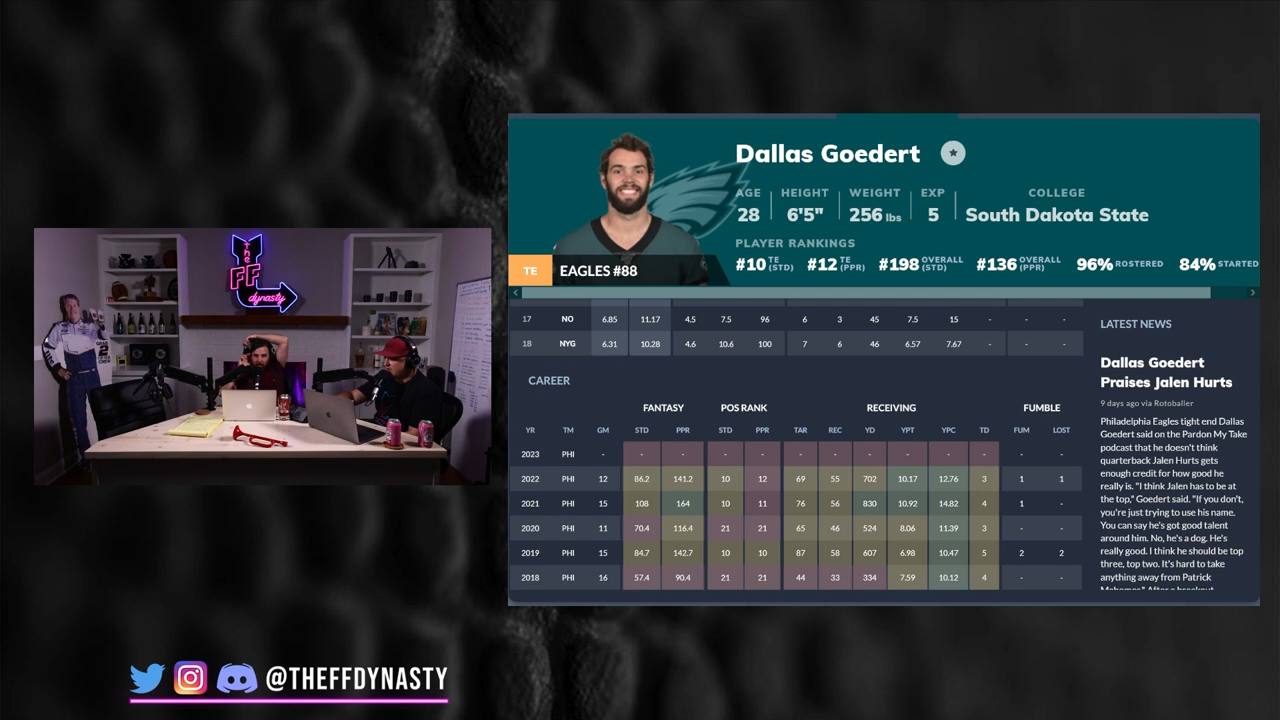 the
FF
dynasty
Dallas Goedert
AGE HEIGHT WEIGHT EXP COLLEGE
28 6'5" 256 lbs 5 South Dakota State
PLAYER RANKINGS
#10 TE (STD) #12 TE (PPR) #198 OVERALL (STD) #136 OVERALL (PPR) 96% ROSTERED 84% STARTED
TE EAGLES #88
17 NO 6.85 11.17 4.5 7.5 96 6 3 45 7.5 15 - - -
18 NYG 6.31 10.28 4.6 10.6 100 7 6 46 6.57 7.67 - - -
CAREER
FANTASY POS RANK RECEIVING FUMBLE
YR TM GM STD PPR STD PPR TAR REC YD YPT YPC TD FUM LOST
2023 PHI - - - - - - - - - - - - -
2022 PHI 12 86.2 141.2 10 12 69 55 702 10.17 12.76 3 1 1
2021 PHI 15 108 164 10 11 76 56 830 10.92 14.82 4 1 -
2020 PHI 11 70.4 116.4 21 21 65 46 524 8.06 11.39 3 - -
2019 PHI 15 84.7 142.7 10 10 87 58 607 6.98 10.47 5 2 2
2018 PHI 16 57.4 90.4 21 21 44 33 334 7.59 10.12 4 - -
LATEST NEWS
Dallas Goedert
Praises Jalen Hurts
9 days ago via Rotoballer
Philadelphia Eagles tight end Dallas
Goedert said on the Pardon My Take
podcast that he doesn't think
quarterback Jalen Hurts gets
enough credit for how good he
really is. "I think Jalen has to be at
the top," Goedert said. "If you don't,
you're just trying to use his name.
You can say he's got good talent
around him. No, he's a dog. He's
really good. I think he should be top
three, top two. It's hard to take
anything away from Patrick
Mahomes." After a breakout
@THEFFDYNASTY